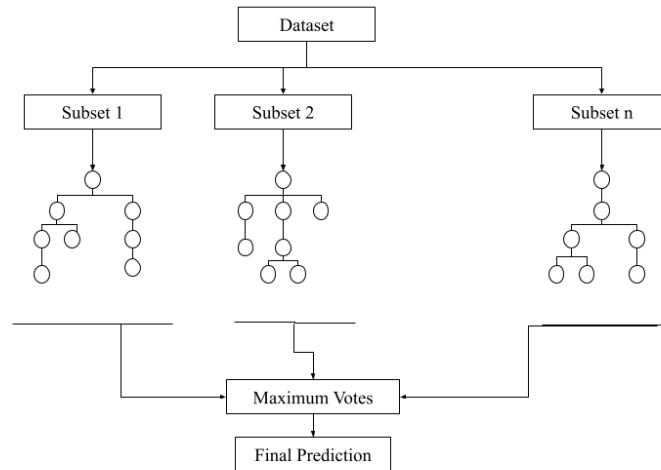 Dataset
Subset 1
Subset 2
Subset n
Maximum Votes
Final Prediction